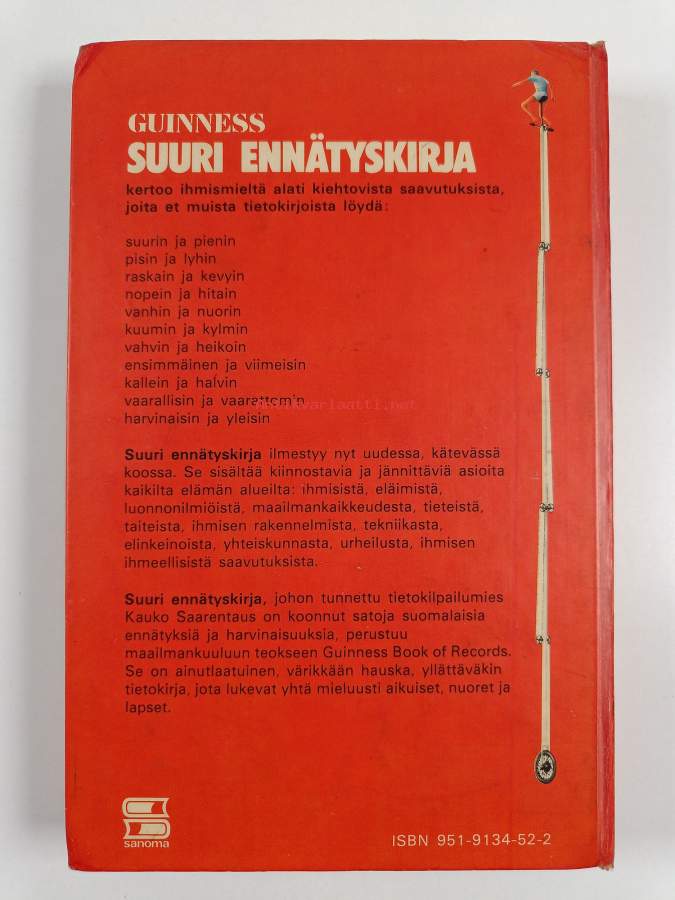 GUINNESS
SUURI ENNÄTYSKIRJA
kertoo ihmismieltä alati kiehtovista saavutuksista,
joita et muista tietokirjoista löydä:
suurin ja pienin
pisin ja lyhin
raskain ja kevyin
nopein ja hitain
vanhin ja nuorin
kuumin ja kylmin
vahvin ja heikoin
ensimmäinen ja viimeisin
kallein ja halvin
vaarallisin ja vaarattomin
antikvariaatti.net
harvinaisin ja yleisin
Suuri ennätyskirja ilmestyy nyt uudessa, kätevässä
koossa. Se sisältää kiinnostavia ja jännittäviä asioita
kaikilta elämän alueilta: ihmisistä, eläimistä,
luonnonilmiöistä, maailmankaikkeudesta, tieteistä,
taiteista, ihmisen rakennelmista, tekniikasta,
elinkeinoista, yhteiskunnasta, urheilusta, ihmisen
ihmeellisistä saavutuksista.
Suuri ennätyskirja, johon tunnettu tietokilpailumies
Kauko Saarentaus on koonnut satoja suomalaisia
ennätyksiä ja harvinaisuuksia, perustuu
maailmankuuluun teokseen Guinness Book of Records.
Se on ainutlaatuinen, värikkään hauska, yllättäväkin
tietokirja, jota lukevat yhtä mieluusti aikuiset, nuoret ja
lapset.
sanoma
ISBN 951-9134-52-2